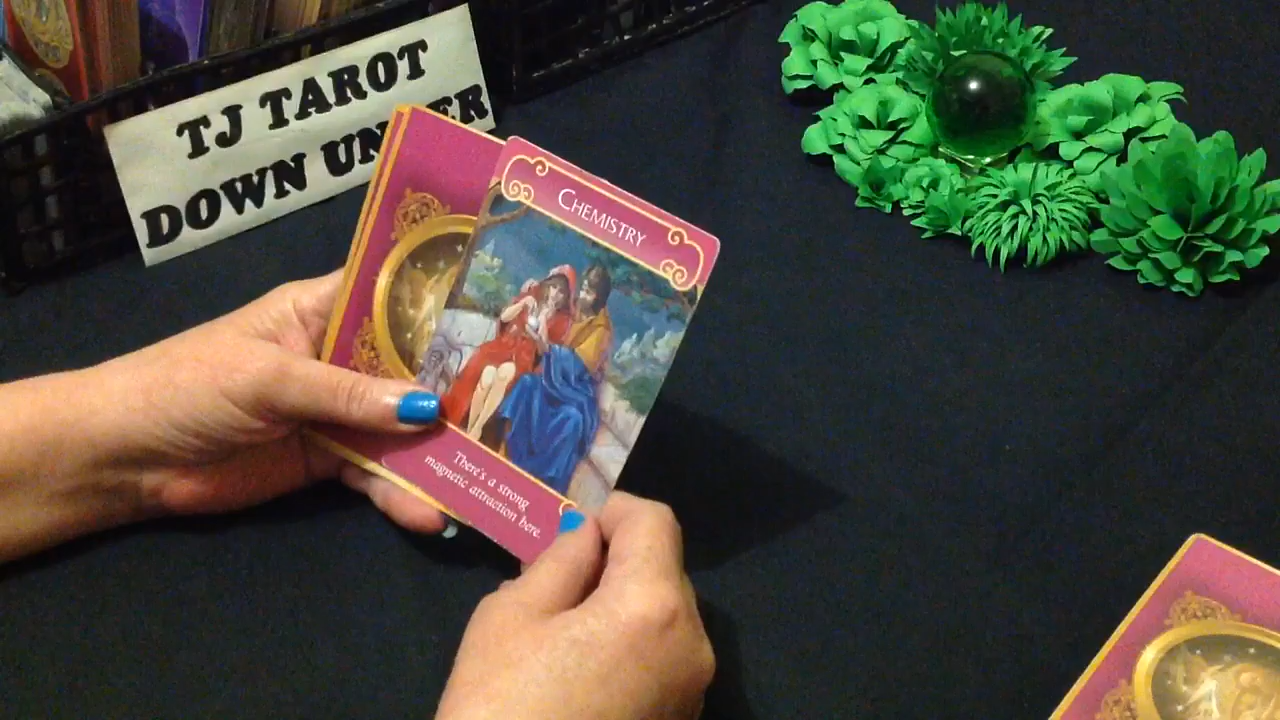 TJ TAROT
DOWN UNDER
CHEMISTRY
There's a strong
magnetic attraction here.